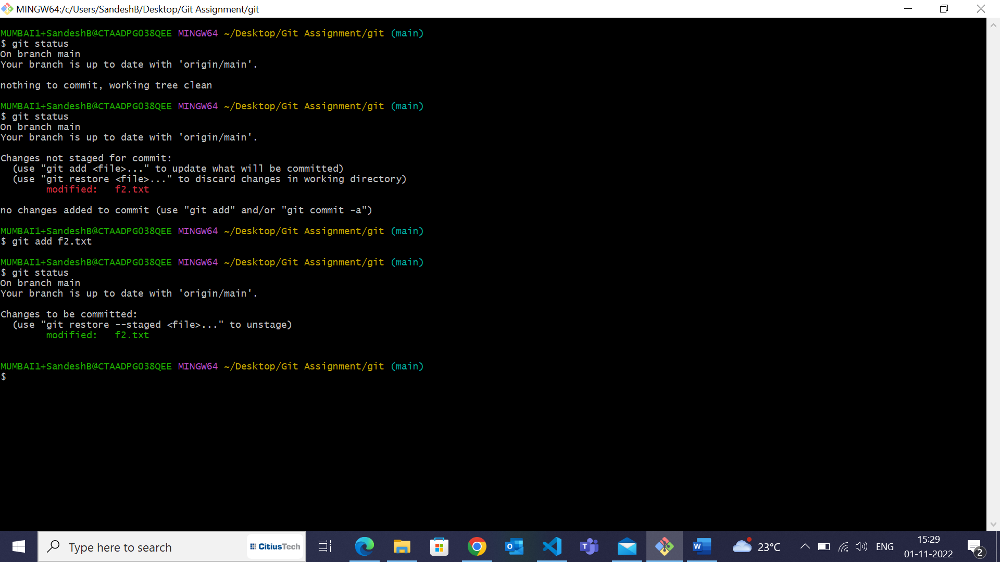 MINGW64:/c/Users/SandeshB/Desktop/Git Assignment/git
MUMBAI1+SandeshB@CTAADPG038QEE MINGW64 ~/Desktop/Git Assignment/git (main)
$ git status
On branch main
Your branch is up to date with 'origin/main'.
nothing to commit, working tree clean
MUMBAI1+SandeshB@CTAADPG038QEE MINGW64 ~/Desktop/Git Assignment/git (main)
$ git status
On branch main
Your branch is up to date with 'origin/main'.
Changes not staged for commit:
(use "git add <file>..." to update what will be committed)
(use "git restore <file>..." to discard changes in working directory)
modified: f2.txt
no changes added to commit (use "git add" and/or "git commit -a")
MUMBAI1+SandeshB@CTAADPG038QEE MINGW64 ~/Desktop/Git Assignment/git (main)
$ git add f2.txt
MUMBAI1+SandeshB@CTAADPG038QEE MINGW64 ~/Desktop/Git Assignment/git (main)
$ git status
On branch main
Your branch is up to date with 'origin/main'.
Changes to be committed:
(use "git restore --staged <file>..." to unstage)
modified: f2.txt
MUMBAI1+SandeshB@CTAADPG038QEE MINGW64 ~/Desktop/Git Assignment/git (main)
$
Type here to search
CitiusTech
23°C
ENG
15:29
01-11-2022
2